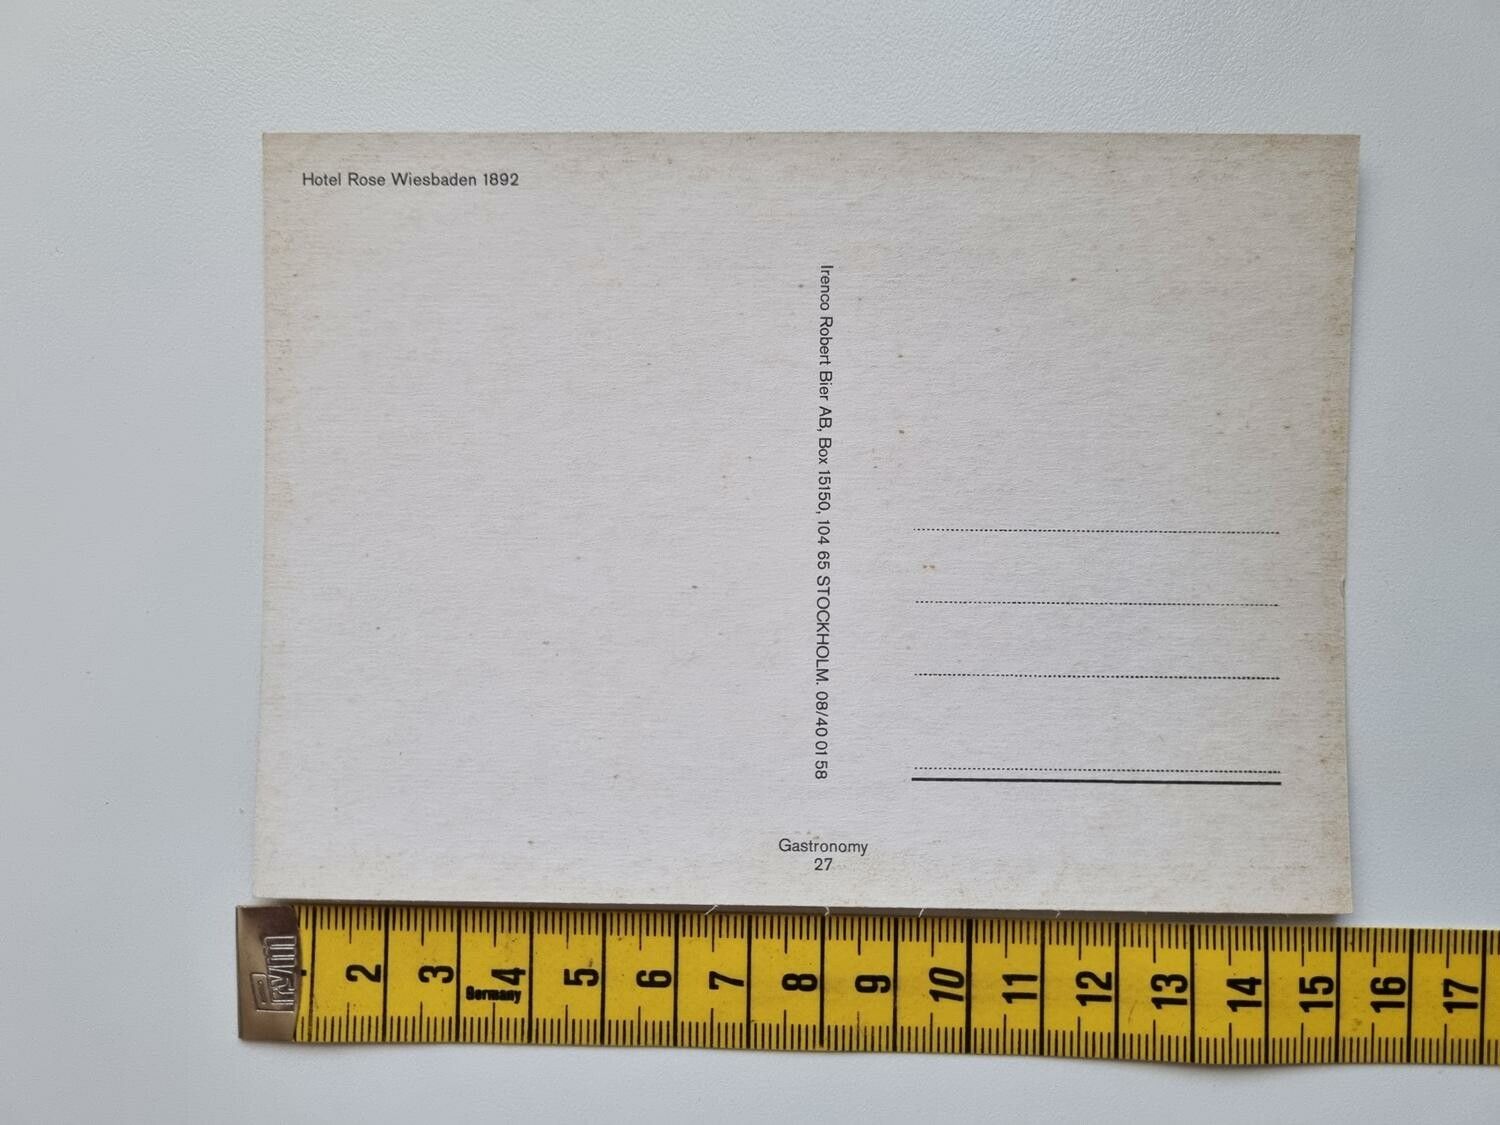 Hotel Rose Wiesbaden 1892
Irenco Robert Bier AB, Box 15150, 104 65 STOCKHOLM. 08/40 01 58
Gastronomy
27
Prym
2 3 4 5 6 7 8 9 10 11 12 13 14 15 16 17
Germany